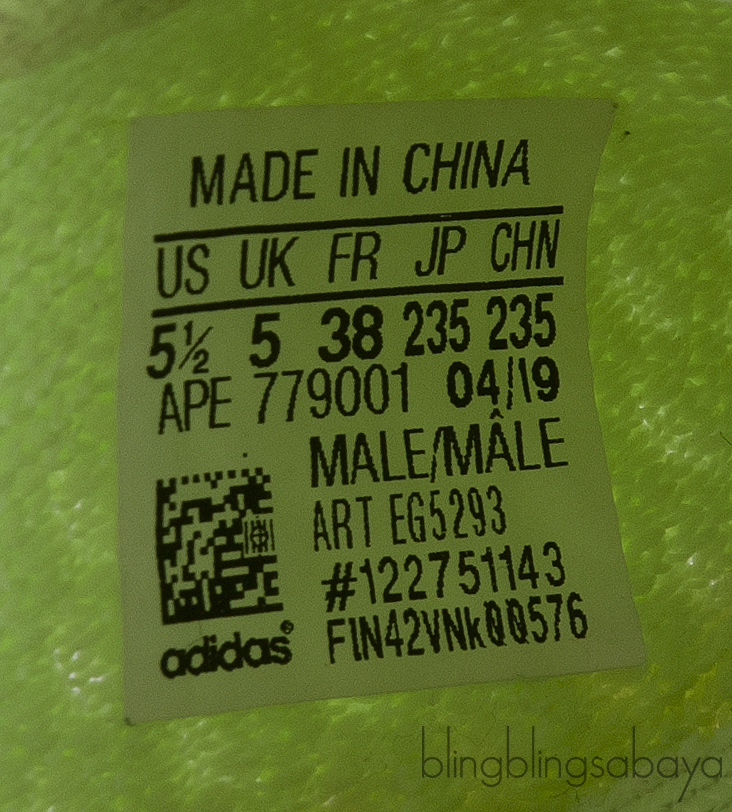 MADE IN CHINA
US UK FR JP CHN
5½ 5 38 235 235
APE 779001 04/19
MALE/MÂLE
ART EG5293
#122751143
FIN42VNk00576
adidas®
blingblingsabaya